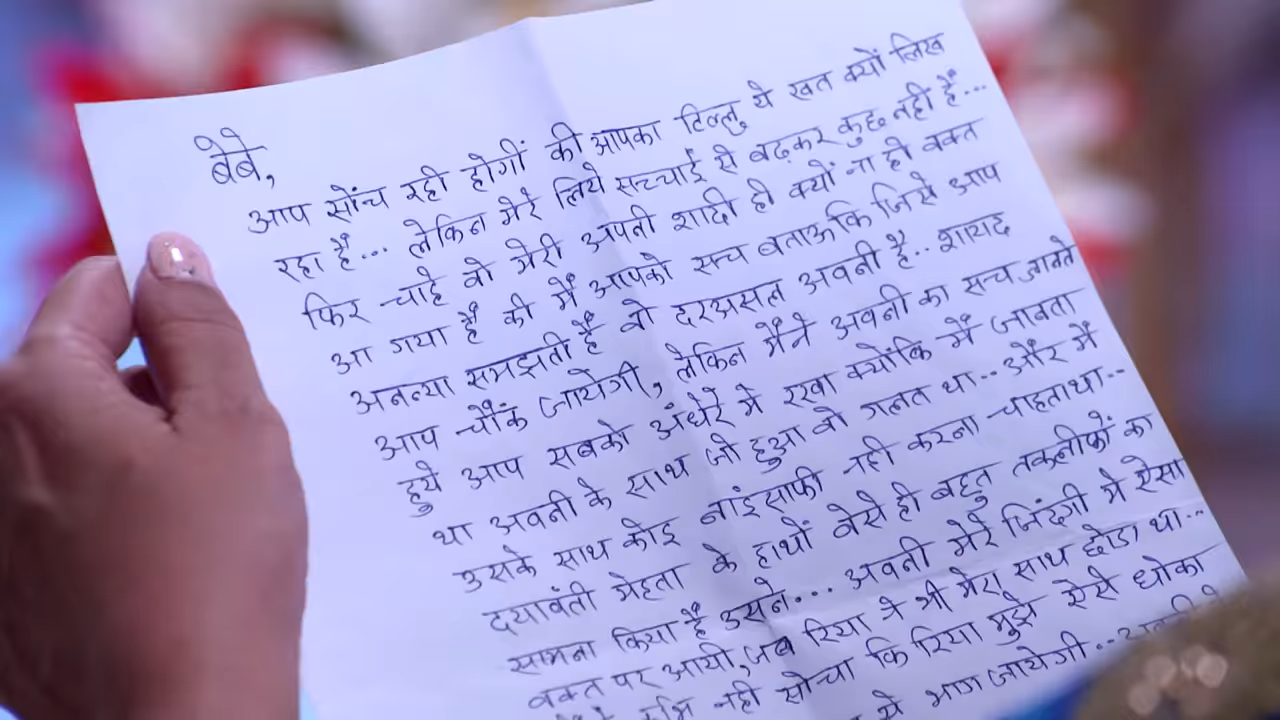 बेबे,
आप सोंच रही होगीं की आपका टिल्लु ये खत क्यों लिख
रहा हैं... लेकिन मेरे लिये सच्चाई से बढ़कर कुछ नही हैं...
फिर चाहे वो मेरी अपनी शादी ही क्यों ना हो वक्त
आ गया हैं की मैं आपको सच बताऊ कि जिसे आप
अनन्या समझती हैं वो दरअसल अवनी है.. शायद
आप चौंक जायेगी, लेकिन मैंने अवनी का सच जानते
हुये आप सबको अंधेरे मे रखा क्योंकि मैं जानता
था अवनी के साथ जो हुआ वो गलत था.. और मैं
उसके साथ कोइ नाइंसाफी नही करना चाहता था..
दयावंती मेहता के हाथों वेसे ही बहुत तकलीफों का
सामना किया हैं उसने... अवनी मेरे जिंदगी मे ऐसा
वक्त पर आयी, जब रिया ने भी मेरा साथ छोडा था...
नही सोचा कि रिया मुझे ऐसे धोका
से भाग जायेगी..